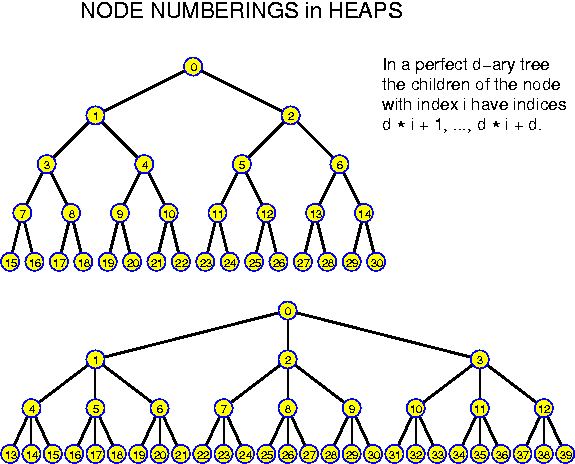 NODE NUMBERINGS in HEAPS
In a perfect d-ary tree
the children of the node
with index i have indices
d * i + 1, ..., d * i + d.
0
1 2
3 4 5 6
7 8 9 10 11 12 13 14
15 16 17 18 19 20 21 22 23 24 25 26 27 28 29 30
0
1 2 3
4 5 6 7 8 9 10 11 12
13 14 15 16 17 18 19 20 21 22 23 24 25 26 27 28 29 30 31 32 33 34 35 36 37 38 39